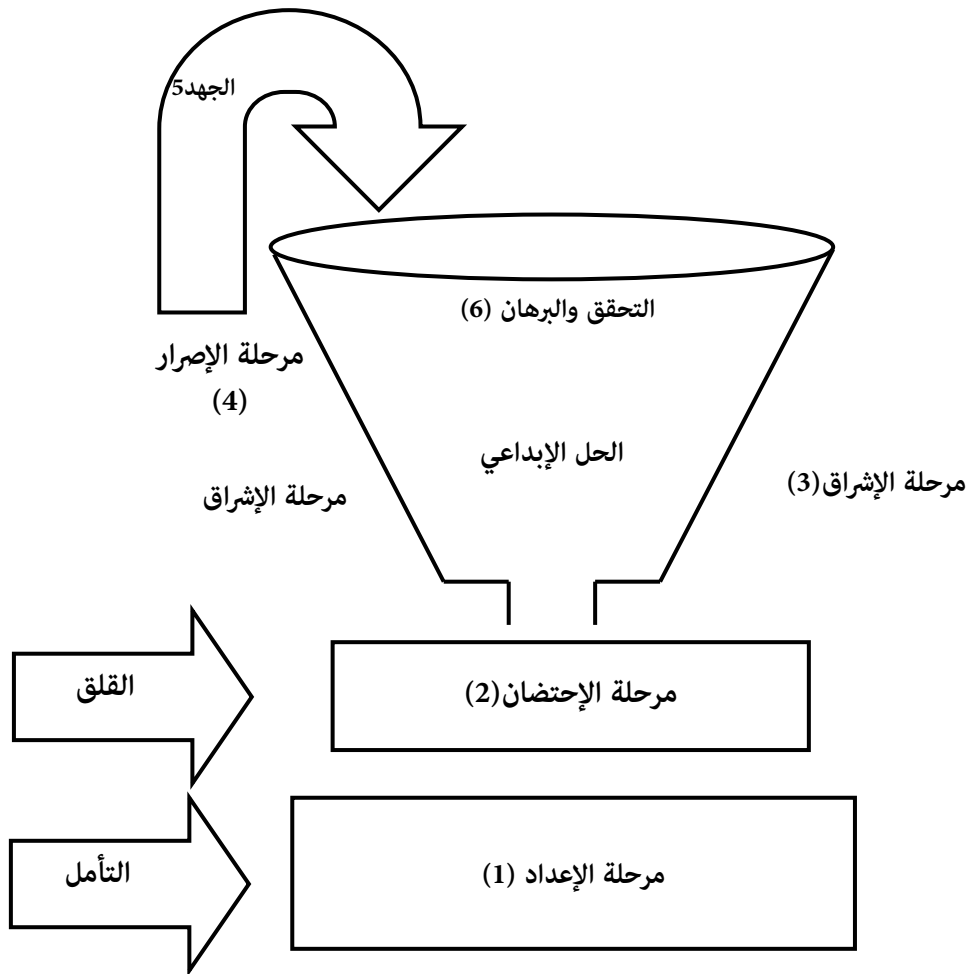 الجهد5
التحقق والبرهان (6)
مرحلة الإصرار
(4)
الحل الإبداعي
مرحلة الإشراق(3)
مرحلة الإشراق
القلق
مرحلة الإحتضان(2)
التأمل
مرحلة الإعداد (1)